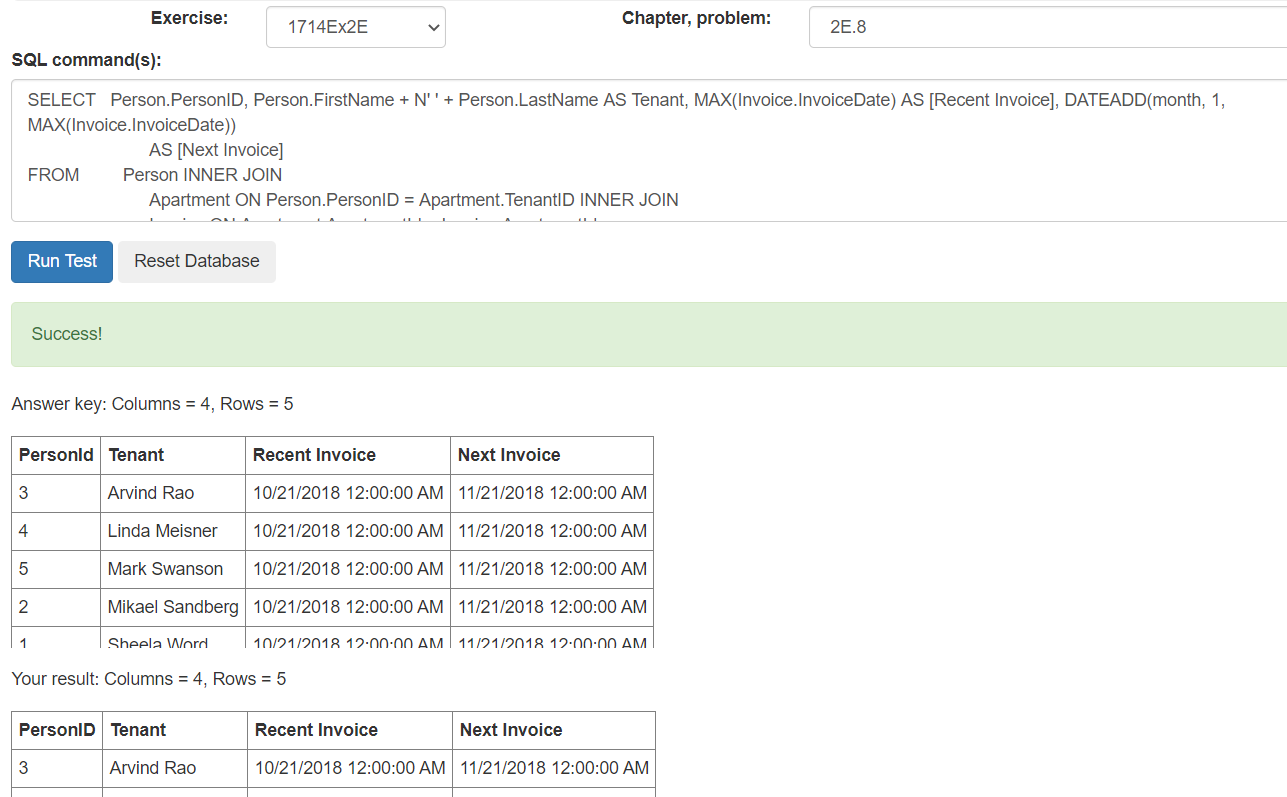 Exercise: 1714Ex2E Chapter, problem: 2E.8
SQL command(s):
SELECT Person.PersonID, Person.FirstName + N' ' + Person.LastName AS Tenant, MAX(Invoice.InvoiceDate) AS [Recent Invoice], DATEADD(month, 1,
MAX(Invoice.InvoiceDate))
AS [Next Invoice]
FROM Person INNER JOIN
Apartment ON Person.PersonID = Apartment.TenantID INNER JOIN
Run Test Reset Database
Success!
Answer key: Columns = 4, Rows = 5
PersonId Tenant Recent Invoice Next Invoice
3 Arvind Rao 10/21/2018 12:00:00 AM 11/21/2018 12:00:00 AM
4 Linda Meisner 10/21/2018 12:00:00 AM 11/21/2018 12:00:00 AM
5 Mark Swanson 10/21/2018 12:00:00 AM 11/21/2018 12:00:00 AM
2 Mikael Sandberg 10/21/2018 12:00:00 AM 11/21/2018 12:00:00 AM
1 Sheela Word 10/21/2018 12:00:00 AM 11/21/2018 12:00:00 AM
Your result: Columns = 4, Rows = 5
PersonID Tenant Recent Invoice Next Invoice
3 Arvind Rao 10/21/2018 12:00:00 AM 11/21/2018 12:00:00 AM